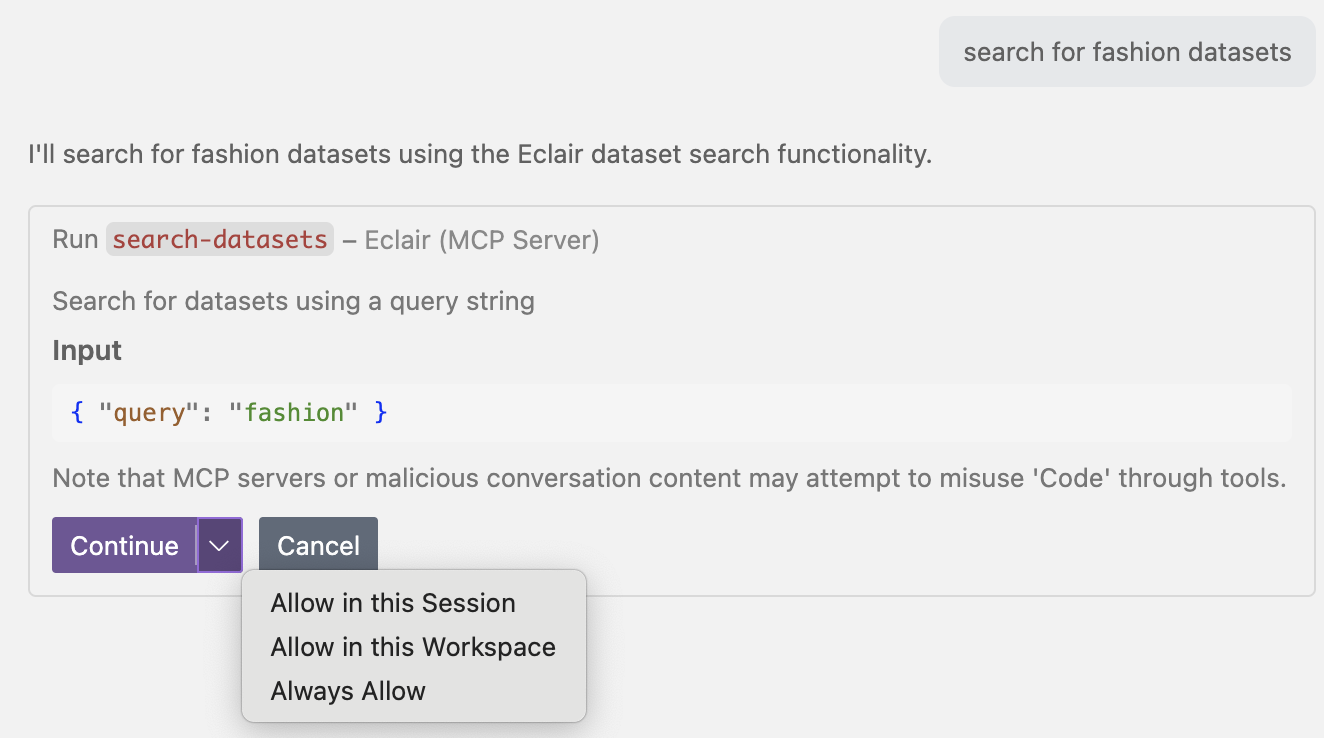 search for fashion datasets
I'll search for fashion datasets using the Eclair dataset search functionality.
Run search-datasets – Eclair (MCP Server)
Search for datasets using a query string
Input
{ "query": "fashion" }
Note that MCP servers or malicious conversation content may attempt to misuse 'Code' through tools.
Continue Cancel
Allow in this Session
Allow in this Workspace
Always Allow